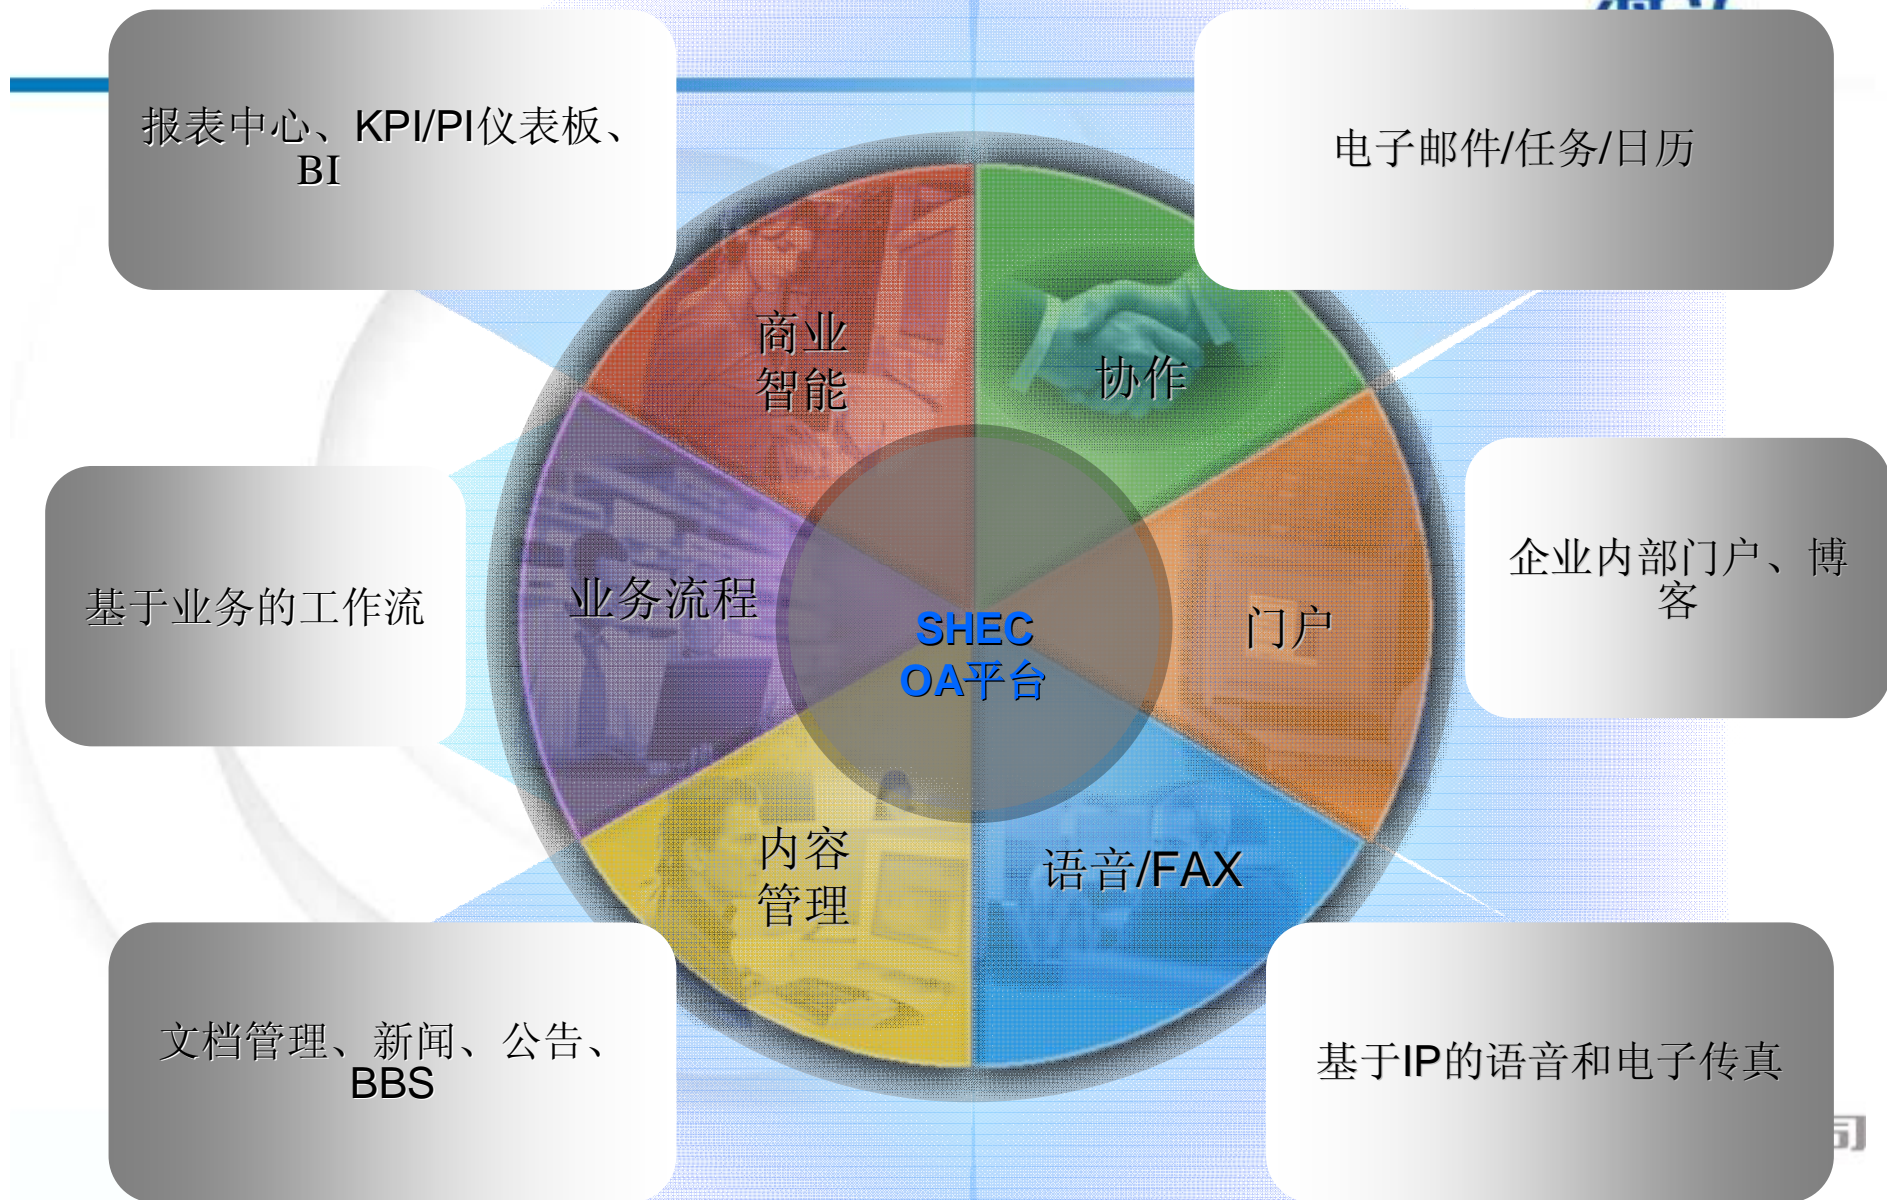 报表中心、KPI/PI仪表板、
BI
电子邮件/任务/日历
商业
智能
协作
基于业务的工作流
业务流程
SHEC
OA平台
门户
企业内部门户、博
客
内容
管理
语音/FAX
文档管理、新闻、公告、
BBS
基于IP的语音和电子传真
司